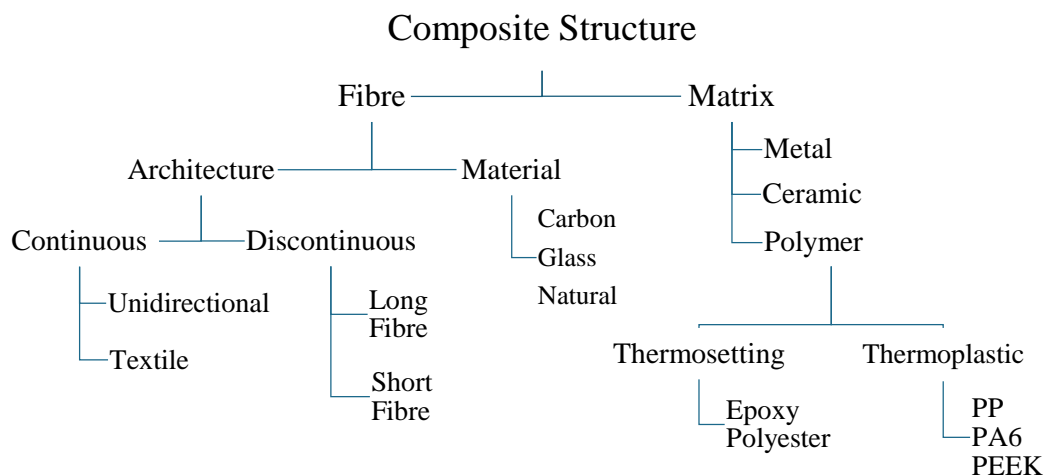 Composite Structure
Fibre
Matrix
Architecture
Material
Metal
Ceramic
Polymer
Carbon
Glass
Natural
Continuous
Discontinuous
Unidirectional
Textile
Long
Fibre
Short
Fibre
Thermosetting
Thermoplastic
Epoxy
Polyester
PP
PA6
PEEK